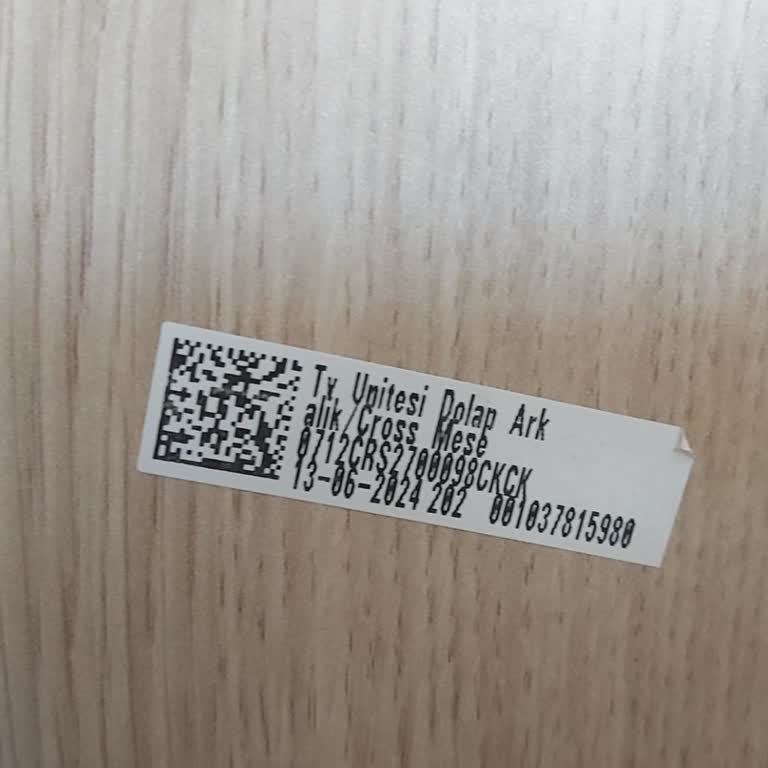 Tv Unitesi Dolap Ark
alik/Cross Mese
0712CRS2700098CKCK
13-06-2024 202 001037815980